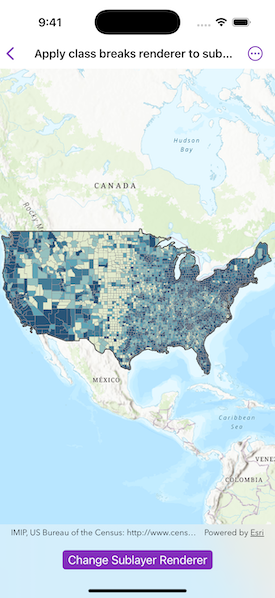 9:41
Apply class breaks renderer to sub...
Hudson
Bay
CANADA
ROCKY M
MÉXICO
Caribbean
Sea
VENE
COLOMBIA
IMIP, US Bureau of the Census: http://www.cens... Powered by Esri
Change Sublayer Renderer